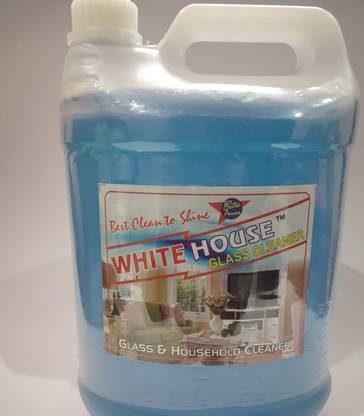 Best Clean to Shine
WHITE HOUSE™
GLASS CLEANER
GLASS & HOUSEHOLD CLEANER